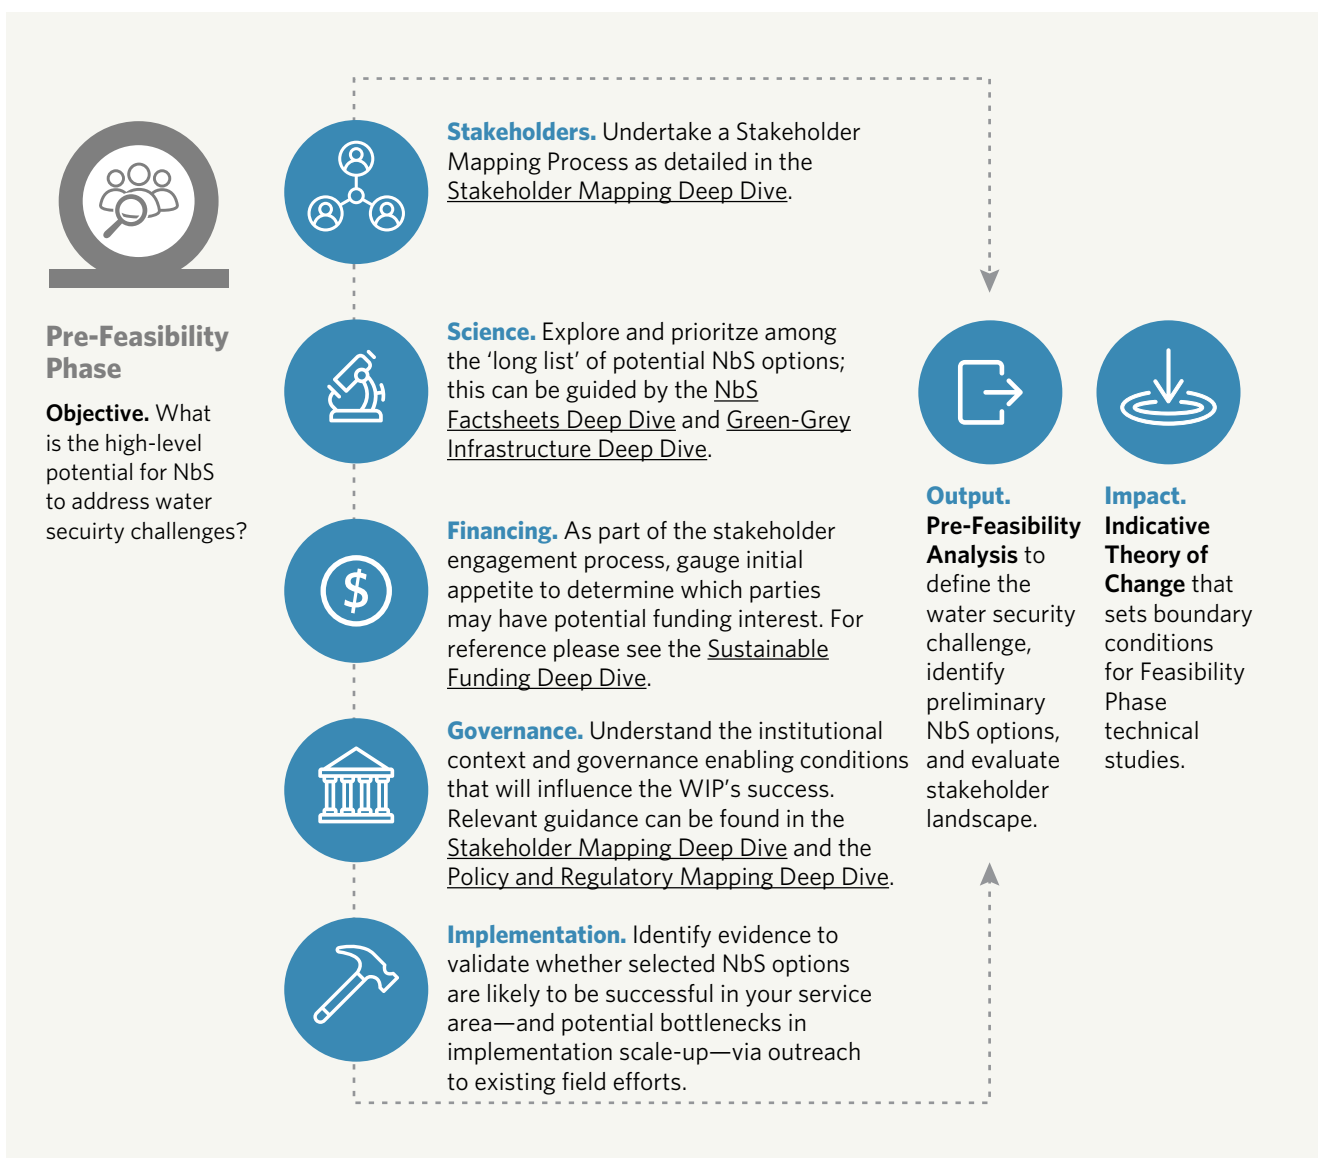 Pre-Feasibility
Phase
Objective. What
is the high-level
potential for NbS
to address water
secuirty challenges?
Stakeholders. Undertake a Stakeholder
Mapping Process as detailed in the
Stakeholder Mapping Deep Dive.
Science. Explore and prioritze among
the ‘long list’ of potential NbS options;
this can be guided by the NbS
Factsheets Deep Dive and Green-Grey
Infrastructure Deep Dive.
Financing. As part of the stakeholder
engagement process, gauge initial
appetite to determine which parties
may have potential funding interest. For
reference please see the Sustainable
Funding Deep Dive.
$
Governance. Understand the institutional
context and governance enabling conditions
that will influence the WIP’s success.
Relevant guidance can be found in the
Stakeholder Mapping Deep Dive and the
Policy and Regulatory Mapping Deep Dive.
Implementation. Identify evidence to
validate whether selected NbS options
are likely to be successful in your service
area—and potential bottlenecks in
implementation scale-up—via outreach
to existing field efforts.
Output.
Pre-Feasibility
Analysis to
define the
water security
challenge,
identify
preliminary
NbS options,
and evaluate
stakeholder
landscape.
Impact.
Indicative
Theory of
Change that
sets boundary
conditions
for Feasibility
Phase
technical
studies.